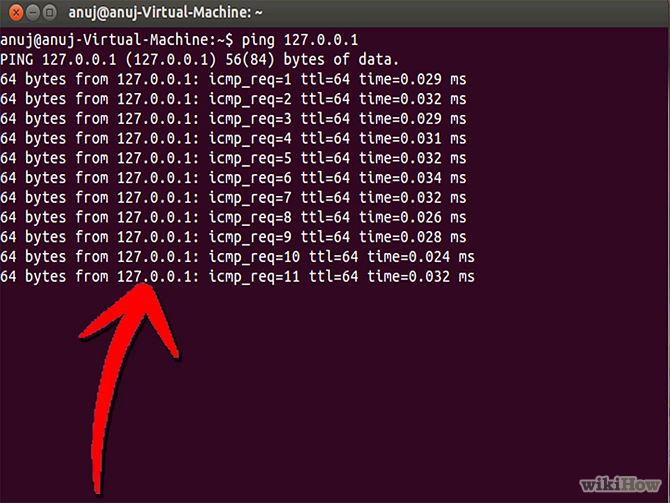 anuj@anuj-Virtual-Machine: ~
anuj@anuj-Virtual-Machine:~$ ping 127.0.0.1
PING 127.0.0.1 (127.0.0.1) 56(84) bytes of data.
64 bytes from 127.0.0.1: icmp_req=1 ttl=64 time=0.029 ms
64 bytes from 127.0.0.1: icmp_req=2 ttl=64 time=0.032 ms
64 bytes from 127.0.0.1: icmp_req=3 ttl=64 time=0.029 ms
64 bytes from 127.0.0.1: icmp_req=4 ttl=64 time=0.031 ms
64 bytes from 127.0.0.1: icmp_req=5 ttl=64 time=0.032 ms
64 bytes from 127.0.0.1: icmp_req=6 ttl=64 time=0.034 ms
64 bytes from 127.0.0.1: icmp_req=7 ttl=64 time=0.032 ms
64 bytes from 127.0.0.1: icmp_req=8 ttl=64 time=0.026 ms
64 bytes from 127.0.0.1: icmp_req=9 ttl=64 time=0.028 ms
64 bytes from 127.0.0.1: icmp_req=10 ttl=64 time=0.024 ms
64 bytes from 127.0.0.1: icmp_req=11 ttl=64 time=0.032 ms
wikiHow